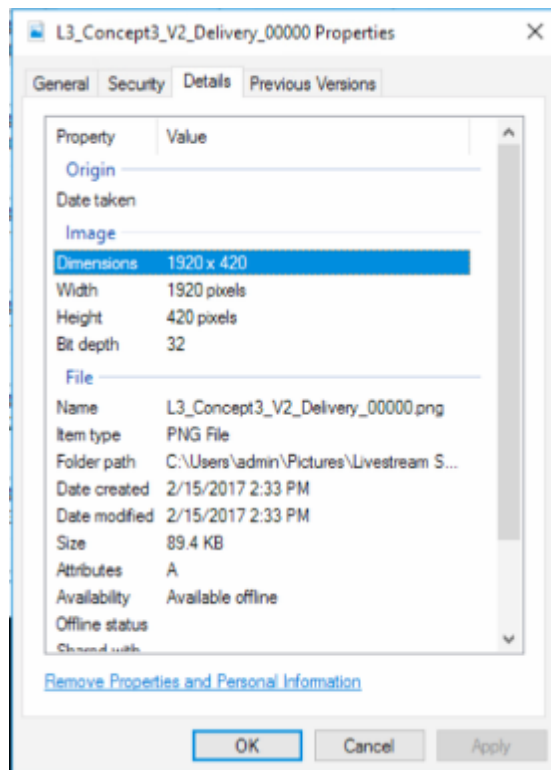 L3_Concept3_V2_Delivery_00000 Properties
General Security Details Previous Versions
Property Value
Origin
Date taken
Image
Dimensions 1920 x 420
Width 1920 pixels
Height 420 pixels
Bit depth 32
File
Name L3_Concept3_V2_Delivery_00000.png
Item type PNG File
Folder path C:\Users\admin\Pictures\Livestream S...
Date created 2/15/2017 2:33 PM
Date modified 2/15/2017 2:33 PM
Size 89.4 KB
Attributes A
Availability Available offline
Offline status
Shared with
Remove Properties and Personal Information
OK Cancel Apply